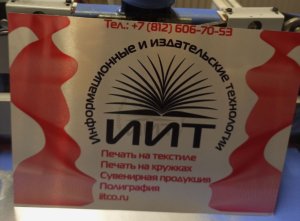 Тел.: +7 (812) 606-70-53
Информационные и издательские технологии
ИИТ
Печать на текстиле
Печать на кружках
Сувенирная продукция
Полиграфия
iitco.ru